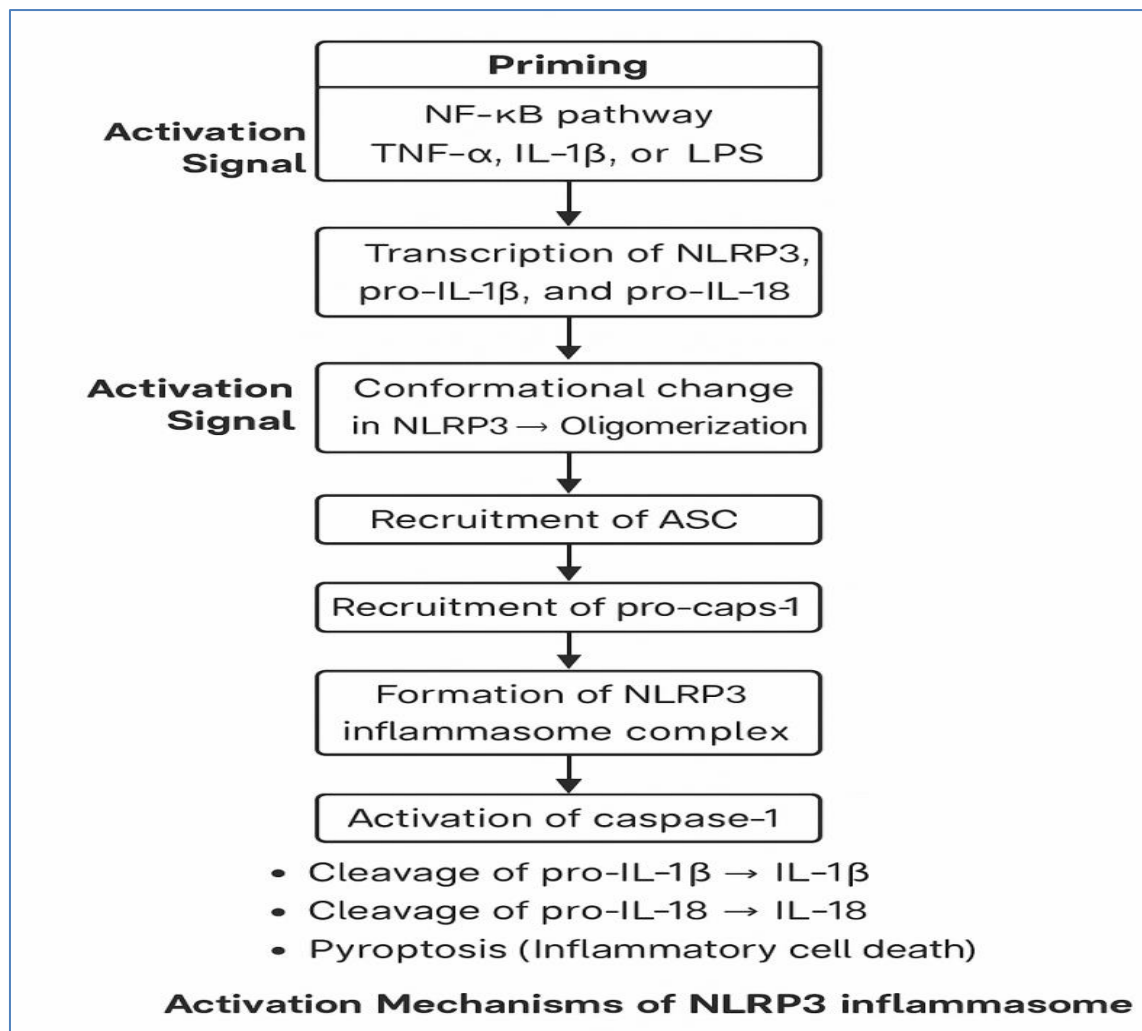 Priming
Activation
Signal
NF-κB pathway
TNF-α, IL-1β, or LPS
Transcription of NLRP3,
pro-IL-1β, and pro-IL-18
Activation
Signal
Conformational change
in NLRP3 → Oligomerization
Recruitment of ASC
Recruitment of pro-caps-1
Formation of NLRP3
inflammasome complex
Activation of caspase-1
• Cleavage of pro-IL-1β → IL-1β
• Cleavage of pro-IL-18 → IL-18
• Pyroptosis (Inflammatory cell death)
Activation Mechanisms of NLRP3 inflammasome